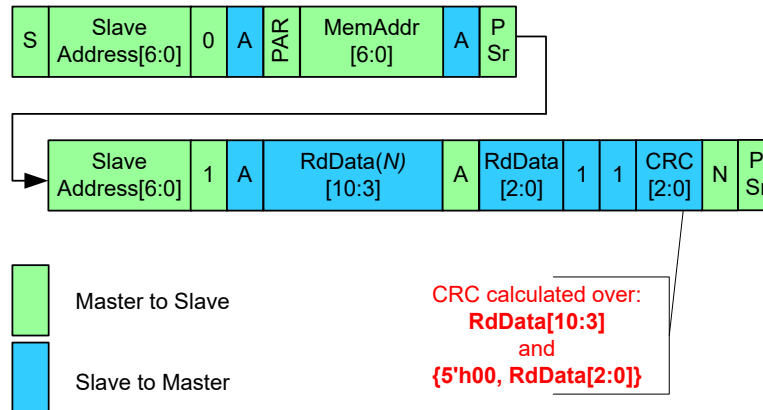 S Slave Address[6:0] 0 A PAR MemAddr [6:0] A P Sr
Slave Address[6:0] 1 A RdData(N) [10:3] A RdData [2:0] 1 1 CRC [2:0] N P Sr
Master to Slave
Slave to Master
CRC calculated over:
RdData[10:3]
and
{5'h00, RdData[2:0]}